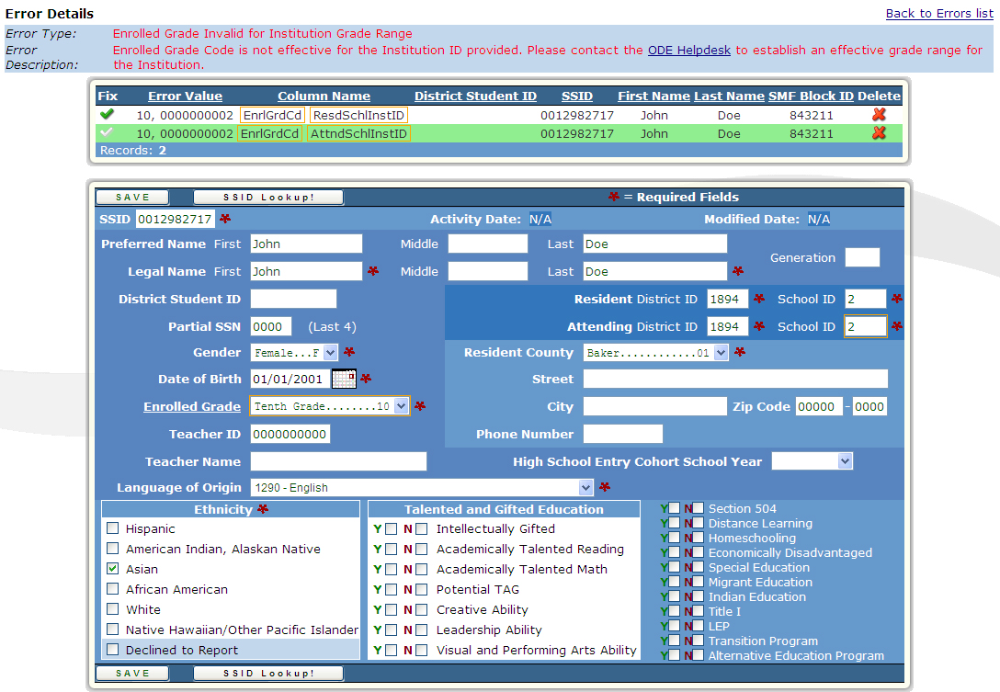 Error Details Back to Errors list
Error Type: Enrolled Grade Invalid for Institution Grade Range
Error Enrolled Grade Code is not effective for the Institution ID provided. Please contact the ODE Helpdesk to establish an effective grade range for
Description: the Institution.
Fix Error Value Column Name District Student ID SSID First Name Last Name SMF Block ID Delete
10, 0000000002 EnrlGrdCd ResdSchlInstID 0012982717 John Doe 843211
10, 0000000002 EnrlGrdCd AttndSchlInstID 0012982717 John Doe 843211
Records: 2
SAVE SSID Lookup! * = Required Fields
SSID 0012982717 * Activity Date: N/A Modified Date: N/A
Preferred Name First John Middle Last Doe
Generation
Legal Name First John * Middle Last Doe *
District Student ID Resident District ID 1894 * School ID 2 *
Partial SSN 0000 (Last 4) Attending District ID 1894 * School ID 2 *
Gender Female...F * Resident County Baker............01 *
Date of Birth 01/01/2001 * Street
Enrolled Grade Tenth Grade........10 * City Zip Code 00000 - 0000
Teacher ID 0000000000 Phone Number
Teacher Name High School Entry Cohort School Year
Language of Origin 1290 - English *
Ethnicity * Talented and Gifted Education Y N Section 504
Y N Distance Learning
Hispanic Y N Intellectually Gifted Y N Homeschooling
American Indian, Alaskan Native Y N Academically Talented Reading Y N Economically Disadvantaged
Asian Y N Academically Talented Math Y N Special Education
African American Y N Potential TAG Y N Migrant Education
Y N Indian Education
White Y N Creative Ability Y N Title I
Native Hawaiian/Other Pacific Islander Y N Leadership Ability Y N LEP
Y N Transition Program
Declined to Report Y N Visual and Performing Arts Ability Y N Alternative Education Program
SAVE SSID Lookup!